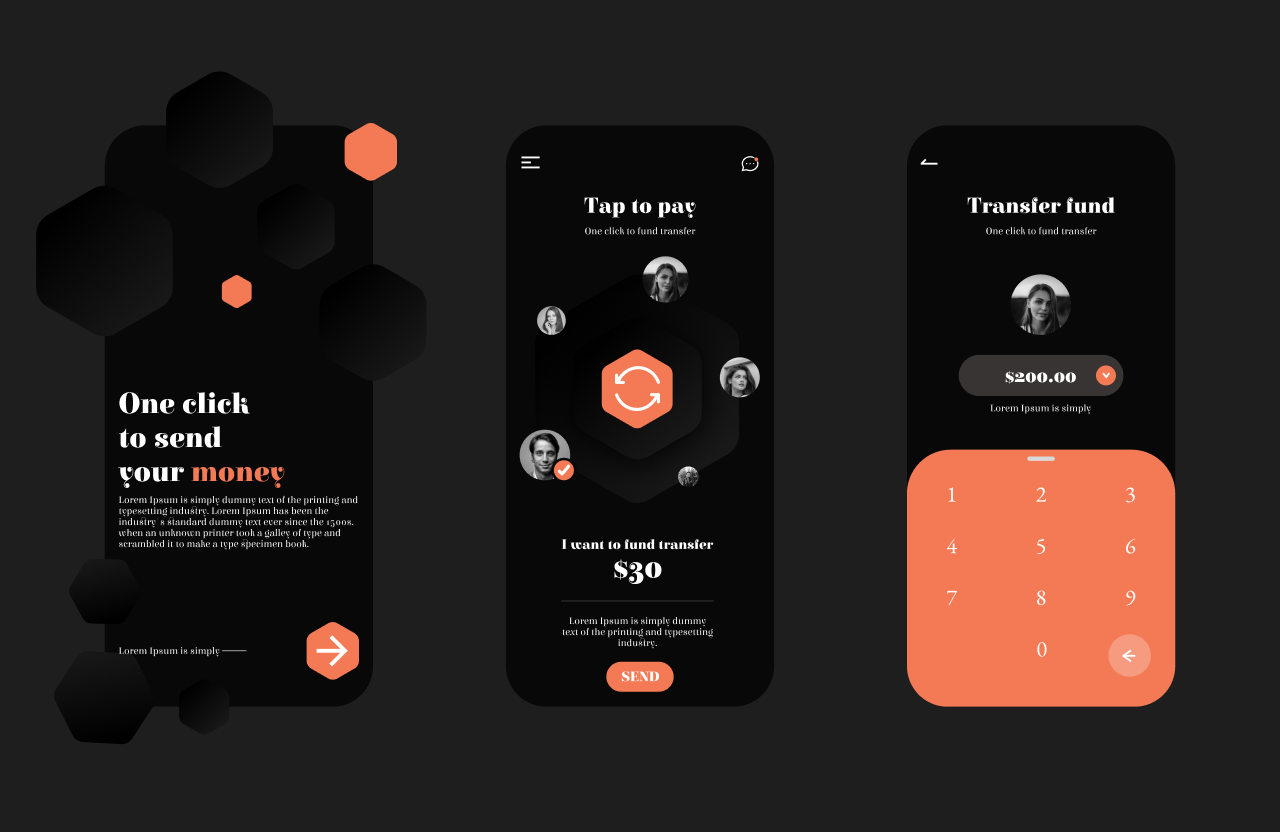 One click
to send
your money
Lorem Ipsum is simply dummy text of the printing and
typesetting industry. Lorem Ipsum has been the
industry's standard dummy text ever since the 1500s.
when an unknown printer took a galley of type and
scrambled it to make a type specimen book.
Lorem Ipsum is simply
Tap to pay
One click to fund transfer
I want to fund transfer
$30
Lorem Ipsum is simply dummy
text of the printing and typesetting
industry.
SEND
Transfer fund
One click to fund transfer
$200.00
Lorem Ipsum is simply
1 2 3
4 5 6
7 8 9
0